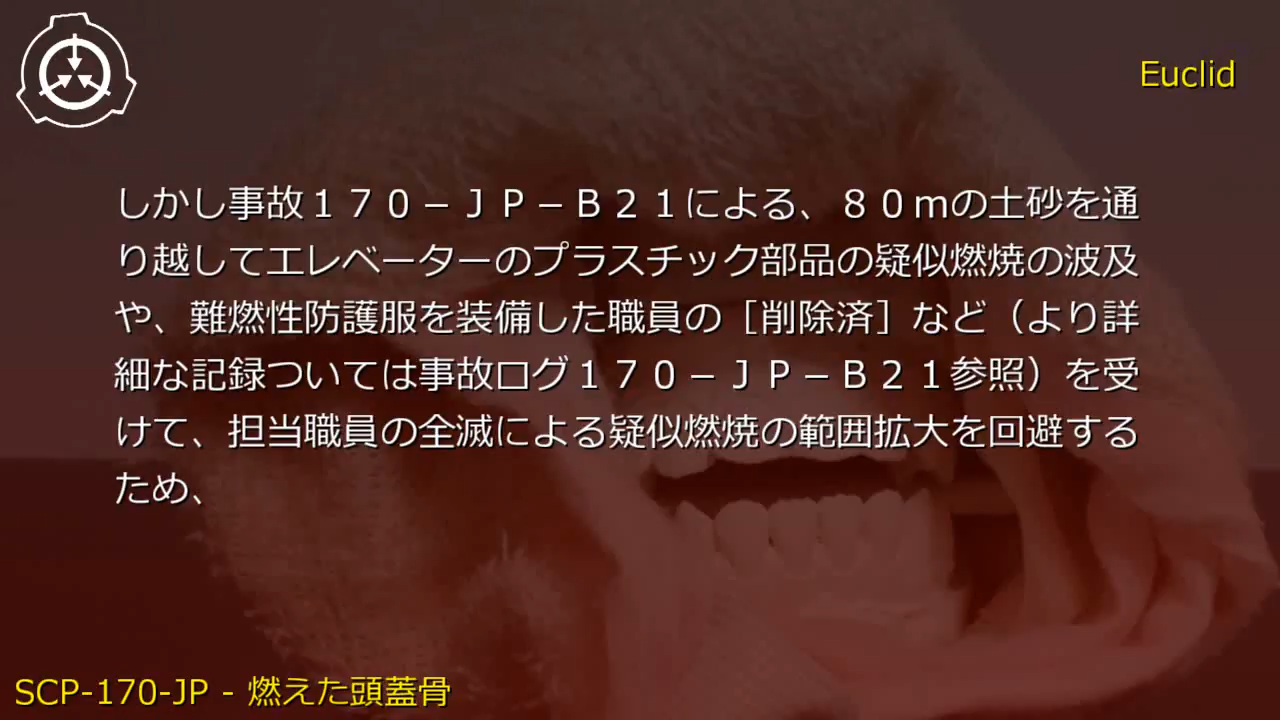 Euclid
しかし事故１７０－ＪＰ－Ｂ２１による、８０ｍの土砂を通
り越してエレベーターのプラスチック部品の疑似燃焼の波及
や、難燃性防護服を装備した職員の［削除済］など（より詳
細な記録ついては事故ログ１７０－ＪＰ－Ｂ２１参照）を受
けて、担当職員の全滅による疑似燃焼の範囲拡大を回避する
ため、
SCP-170-JP - 燃えた頭蓋骨